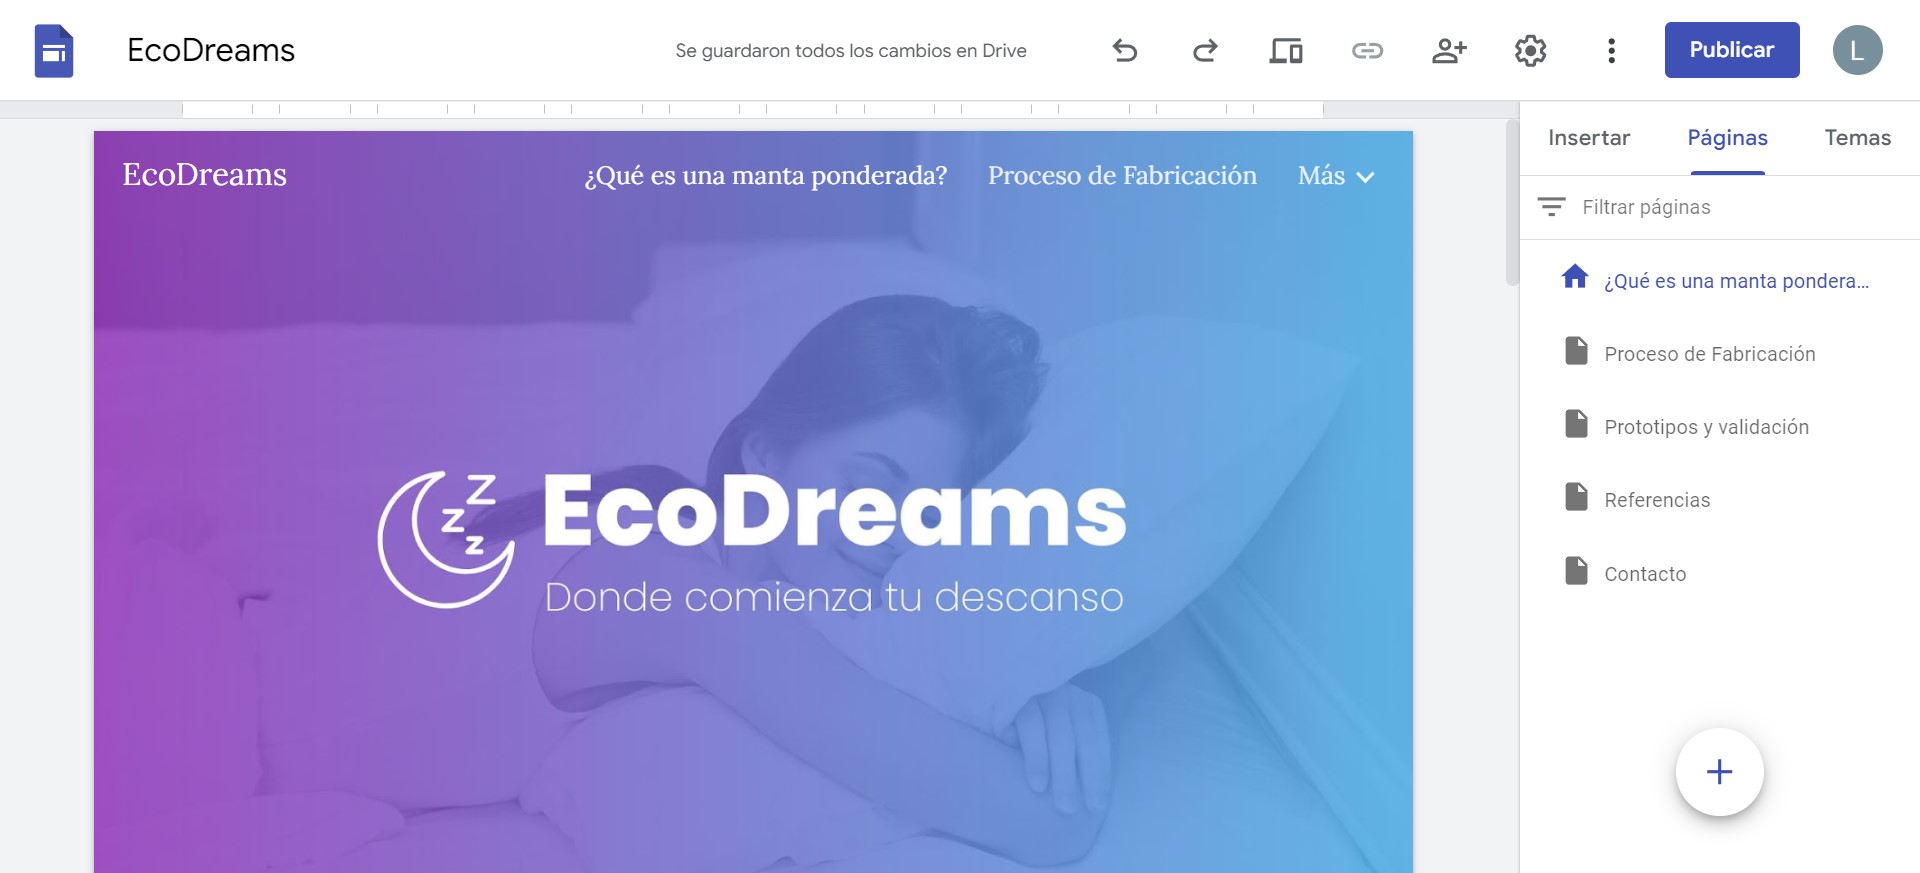 EcoDreams
Se guardaron todos los cambios en Drive
Publicar
L
Insertar
Páginas
Temas
EcoDreams
¿Qué es una manta ponderada?
Proceso de Fabricación
Más
Filtrar páginas
¿Qué es una manta pondera...
Proceso de Fabricación
Prototipos y validación
Referencias
Contacto
z
z
z
EcoDreams
Donde comienza tu descanso